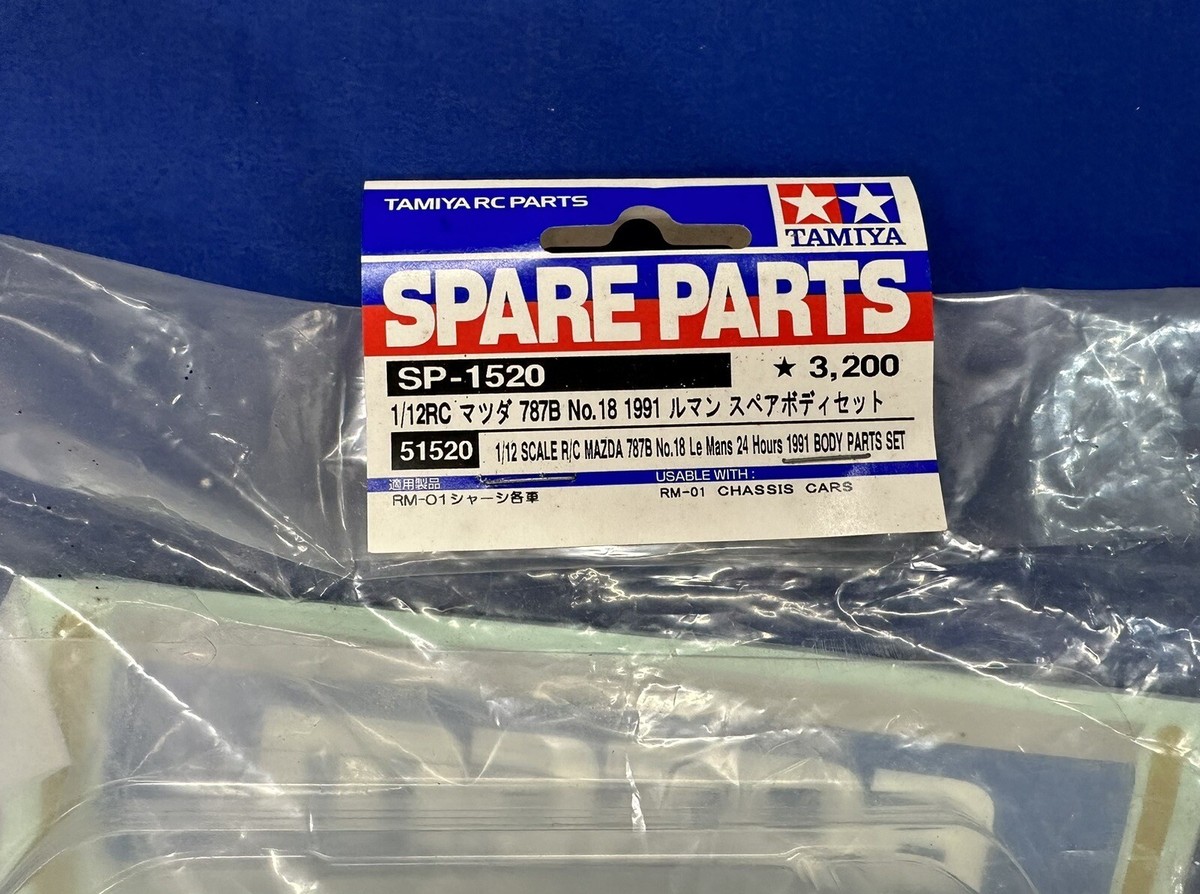 TAMIYA RC PARTS
TAMIYA
SPARE PARTS
SP-1520 ★ 3,200
1/12RC マツダ 787B No.18 1991 ルマン スペアボディセット
51520 1/12 SCALE R/C MAZDA 787B No.18 Le Mans 24 Hours 1991 BODY PARTS SET
適用製品 USABLE WITH :
RM-01シャーシ各車 RM-01 CHASSIS CARS